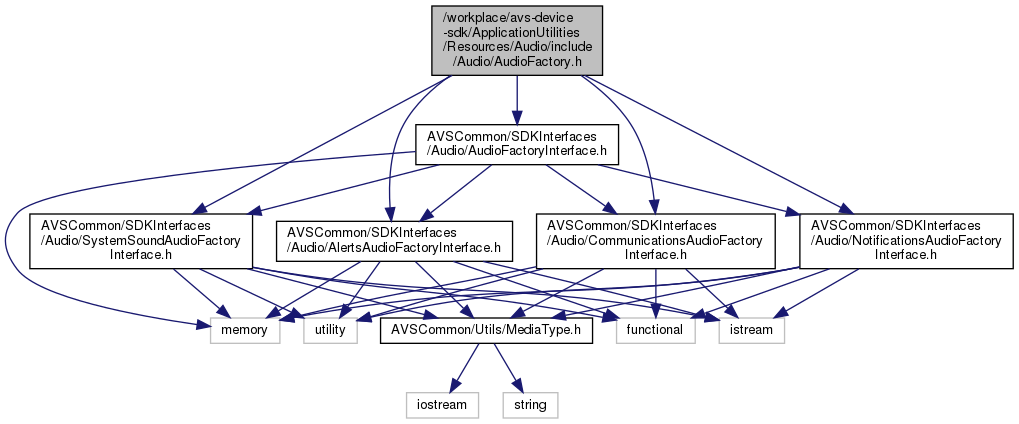 /workplace/avs-device
-sdk/ApplicationUtilities
/Resources/Audio/include
/Audio/AudioFactory.h
AVSCommon/SDKInterfaces
/Audio/AudioFactoryInterface.h
AVSCommon/SDKInterfaces
/Audio/SystemSoundAudioFactory
Interface.h
AVSCommon/SDKInterfaces
/Audio/AlertsAudioFactoryInterface.h
AVSCommon/SDKInterfaces
/Audio/CommunicationsAudioFactory
Interface.h
AVSCommon/SDKInterfaces
/Audio/NotificationsAudioFactory
Interface.h
memory
utility
AVSCommon/Utils/MediaType.h
functional
istream
iostream
string